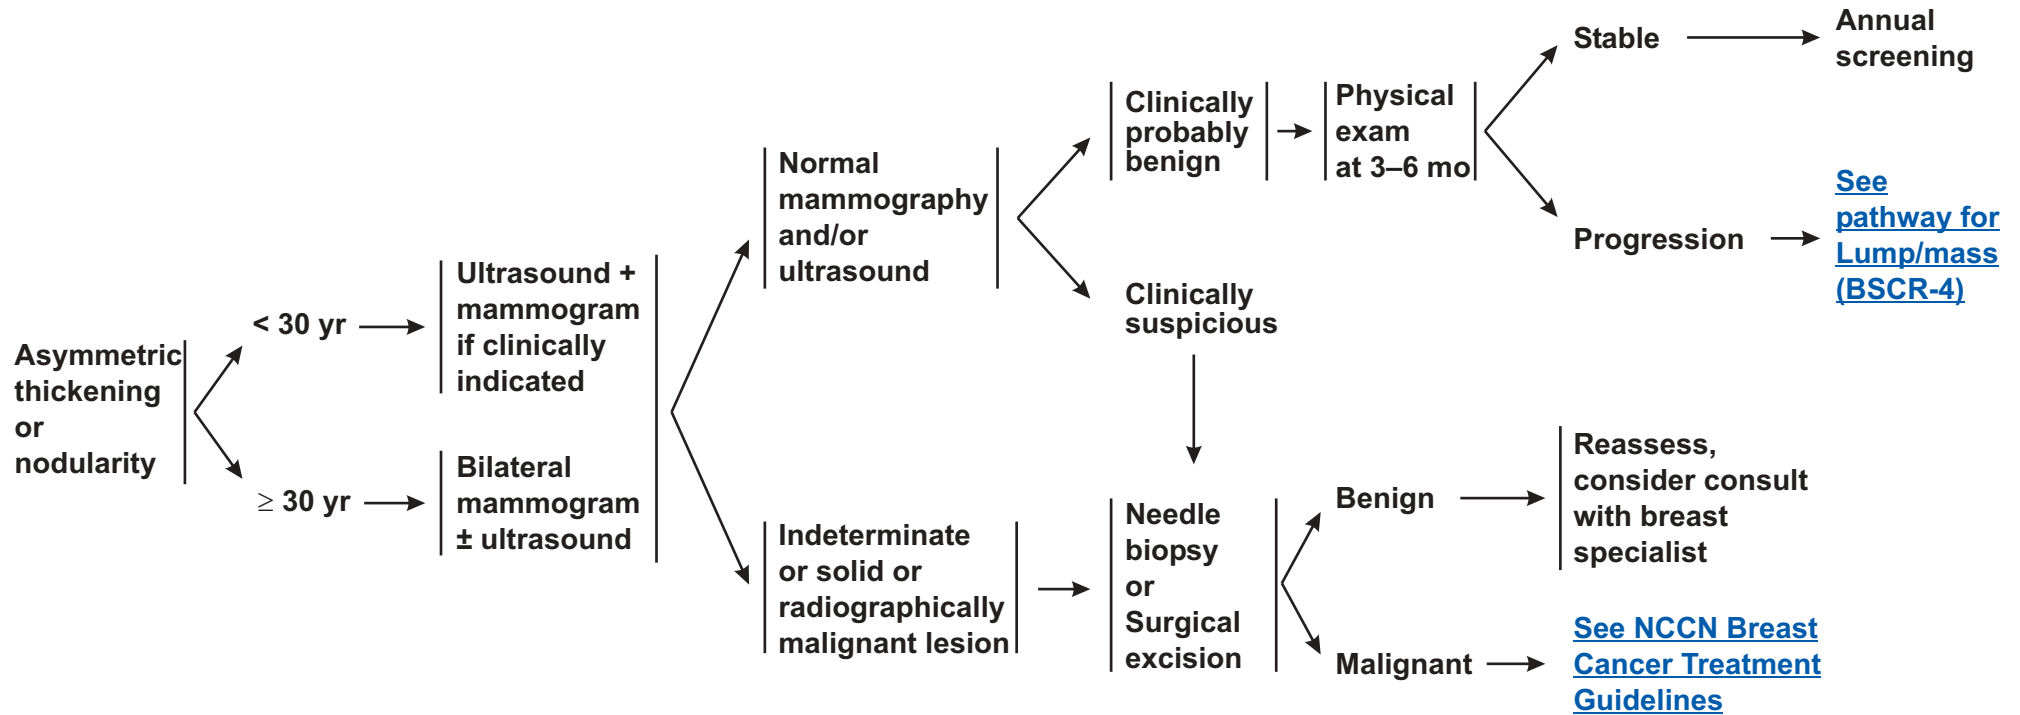 Asymmetric
thickening
or
nodularity
< 30 yr
≥ 30 yr
Ultrasound +
mammogram
if clinically
indicated
Bilateral
mammogram
± ultrasound
Normal
mammography
and/or
ultrasound
Indeterminate
or solid or
radiographically
malignant lesion
Clinically
probably
benign
Clinically
suspicious
Needle
biopsy
or
Surgical
excision
Physical
exam
at 3–6 mo
Stable
Progression
Annual
screening
See
pathway for
Lump/mass
(BSCR-4)
Benign
Malignant
Reassess,
consider consult
with breast
specialist
See NCCN Breast
Cancer Treatment
Guidelines